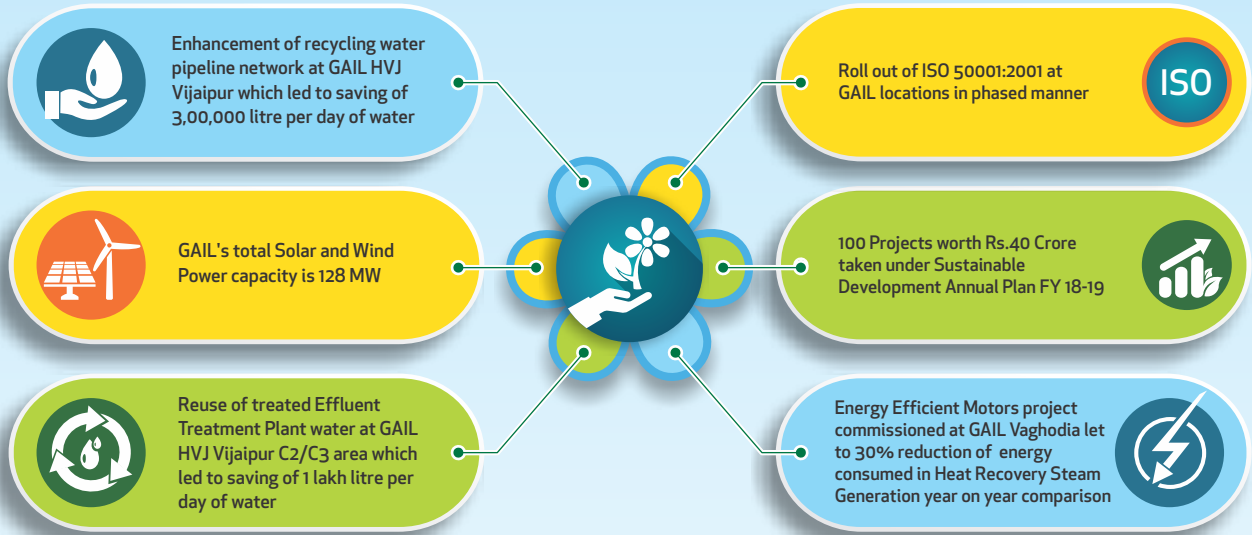 Enhancement of recycling water
pipeline network at GAIL HVJ
Vijaipur which led to saving of
3,00,000 litre per day of water
GAIL's total Solar and Wind
Power capacity is 128 MW
Reuse of treated Effluent
Treatment Plant water at GAIL
HVJ Vijaipur C2/C3 area which
led to saving of 1 lakh litre per
day of water
Roll out of ISO 50001:2001 at
GAIL locations in phased manner
ISO
100 Projects worth Rs.40 Crore
taken under Sustainable
Development Annual Plan FY 18-19
Energy Efficient Motors project
commissioned at GAIL Vaghodia let
to 30% reduction of energy
consumed in Heat Recovery Steam
Generation year on year comparison